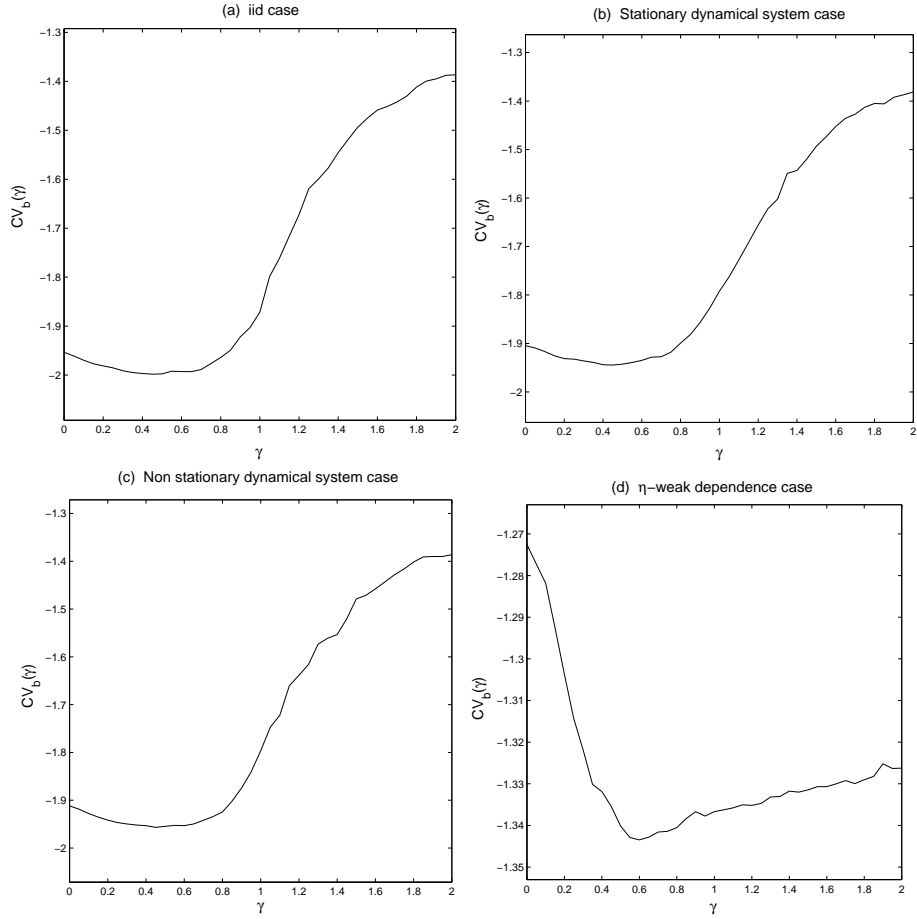 (a) iid case
−1.3
−1.4
−1.5
−1.6
−1.7
−1.8
−1.9
−2
CV_b(γ)
0 0.2 0.4 0.6 0.8 1 1.2 1.4 1.6 1.8 2
γ
(b) Stationary dynamical system case
−1.3
−1.4
−1.5
−1.6
−1.7
−1.8
−1.9
−2
CV_b(γ)
0 0.2 0.4 0.6 0.8 1 1.2 1.4 1.6 1.8 2
γ
(c) Non stationary dynamical system case
−1.3
−1.4
−1.5
−1.6
−1.7
−1.8
−1.9
−2
CV_b(γ)
0 0.2 0.4 0.6 0.8 1 1.2 1.4 1.6 1.8 2
γ
(d) η−weak dependence case
−1.27
−1.28
−1.29
−1.3
−1.31
−1.32
−1.33
−1.34
−1.35
CV_b(γ)
0 0.2 0.4 0.6 0.8 1 1.2 1.4 1.6 1.8 2
γ